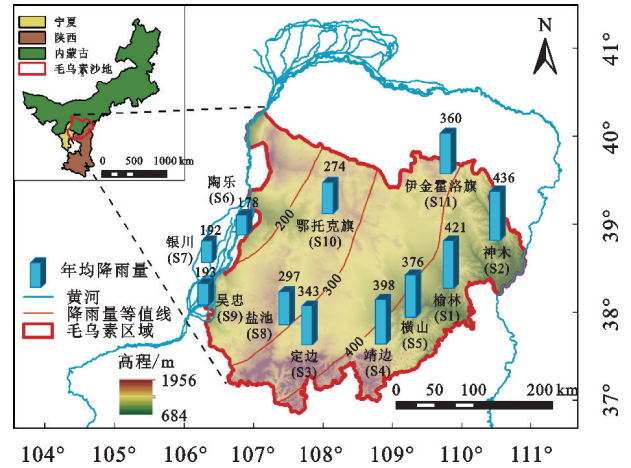 宁夏
陕西
内蒙古
毛乌素沙地
0 500 1000 km
N
41°
40°
39°
38°
37°
360
伊金霍洛旗
(S11)
436
神木
(S2)
274
鄂托克旗
(S10)
陶乐
(S6)
178
银川
(S7)
192
193
吴忠
(S9)
200
300
400
421
榆林
(S1)
376
横山
(S5)
398
靖边
(S4)
343
定边
(S3)
297
盐池
(S8)
年均降雨量
黄河
降雨量等值线
毛乌素区域
高程/m
1956
684
0 50 100 200 km
104° 105° 106° 107° 108° 109° 110° 111°